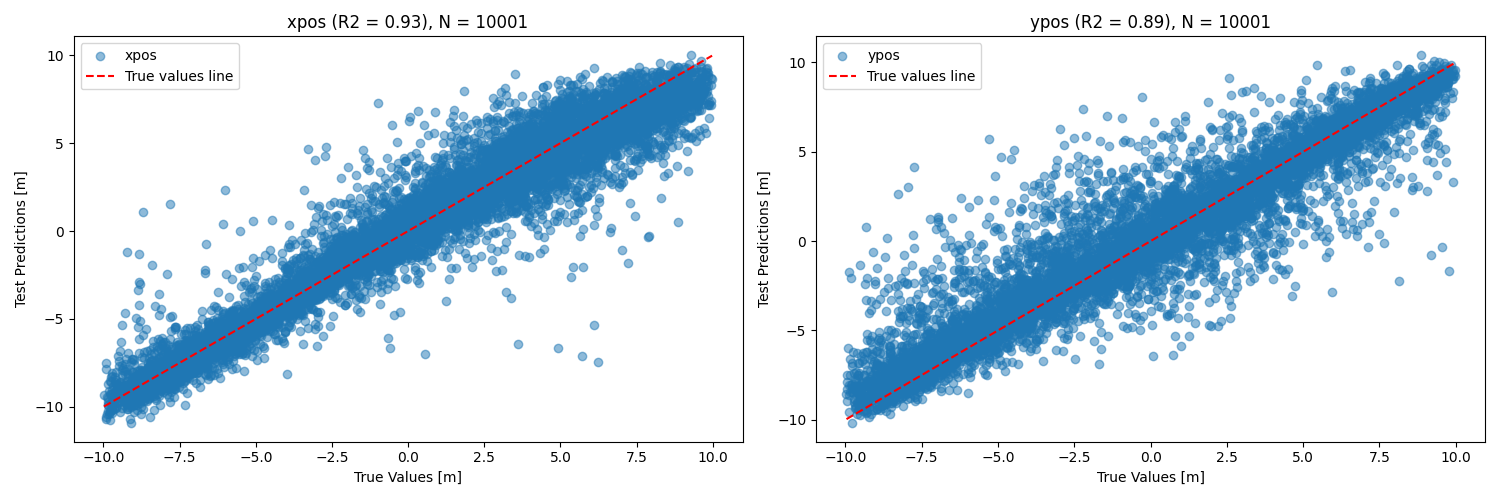 xpos (R2 = 0.93), N = 10001
xpos
True values line
Test Predictions [m]
10
5
0
−5
−10
−10.0 −7.5 −5.0 −2.5 0.0 2.5 5.0 7.5 10.0
True Values [m]
ypos (R2 = 0.89), N = 10001
ypos
True values line
Test Predictions [m]
10
5
0
−5
−10
−10.0 −7.5 −5.0 −2.5 0.0 2.5 5.0 7.5 10.0
True Values [m]